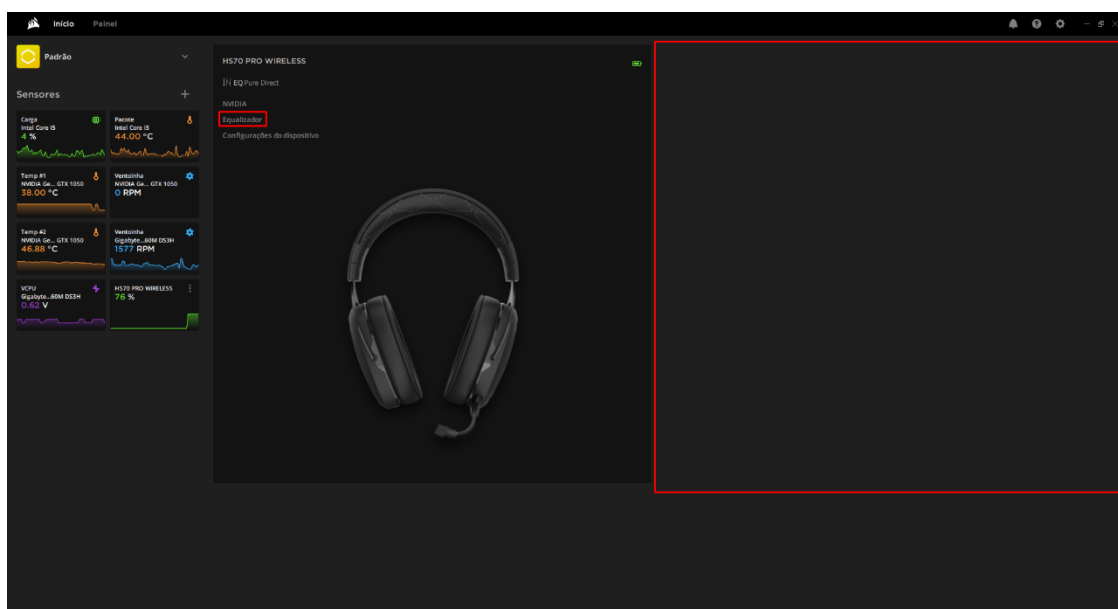 Início Painel
Padrão
Sensores
Carga
Intel Core i5
4 %
Pacote
Intel Core i5
44.00 °C
Temp #1
NVIDIA Ge... GTX 1050
38.00 °C
Ventoinha
NVIDIA Ge... GTX 1050
0 RPM
Temp #2
NVIDIA Ge... GTX 1050
46.88 °C
Ventoinha
Gigabyte...60M DS3H
1577 RPM
VCPU
Gigabyte...60M DS3H
0.62 V
HS70 PRO WIRELESS
76 %
HS70 PRO WIRELESS
EQ Pure Direct
NVIDIA
Equalizador
Configurações do dispositivo